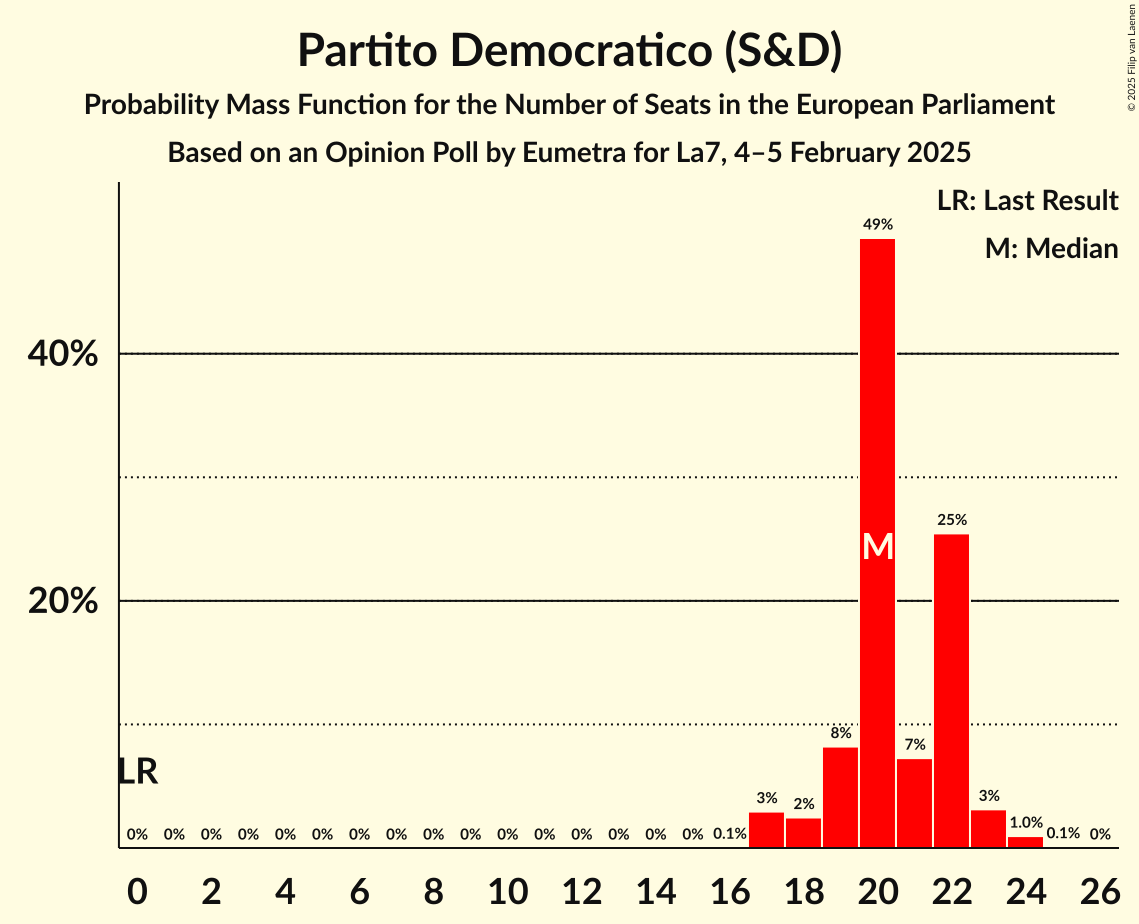 Partito Democratico (S&D)
Probability Mass Function for the Number of Seats in the European Parliament
Based on an Opinion Poll by Eumetra for La7, 4–5 February 2025
© 2025 Filip van Laenen
LR: Last Result
M: Median
49%
40%
25%
M
20%
8%
7%
LR
3%
2%
3%
1.0%
0% 0% 0% 0% 0% 0% 0% 0% 0% 0% 0% 0% 0% 0% 0% 0% 0.1% 0.1% 0%
0 2 4 6 8 10 12 14 16 18 20 22 24 26